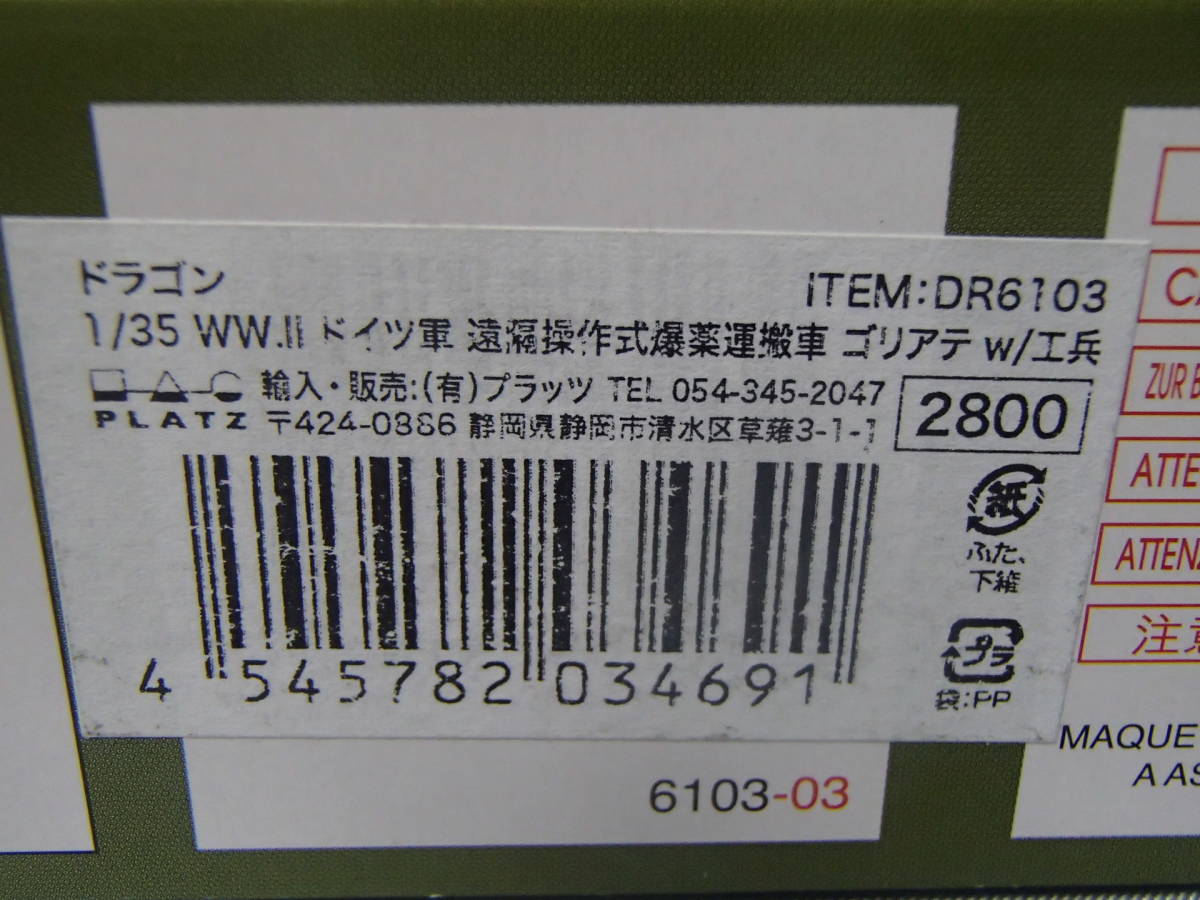 ドラゴン
ITEM:DR6103
1/35 WW.II ドイツ軍 遠隔操作式爆薬運搬車 ゴリアテ w/工兵
PLATZ
輸入・販売:(有)プラッツ TEL 054-345-2047
〒424-0886 静岡県静岡市清水区草薙3-1-1
2800
紙
ふた、
下箱
プラ
袋:PP
4 545782 034691
6103-03
CA
ZUR B
ATTE
ATTENZ
注意
MAQUE
A AS